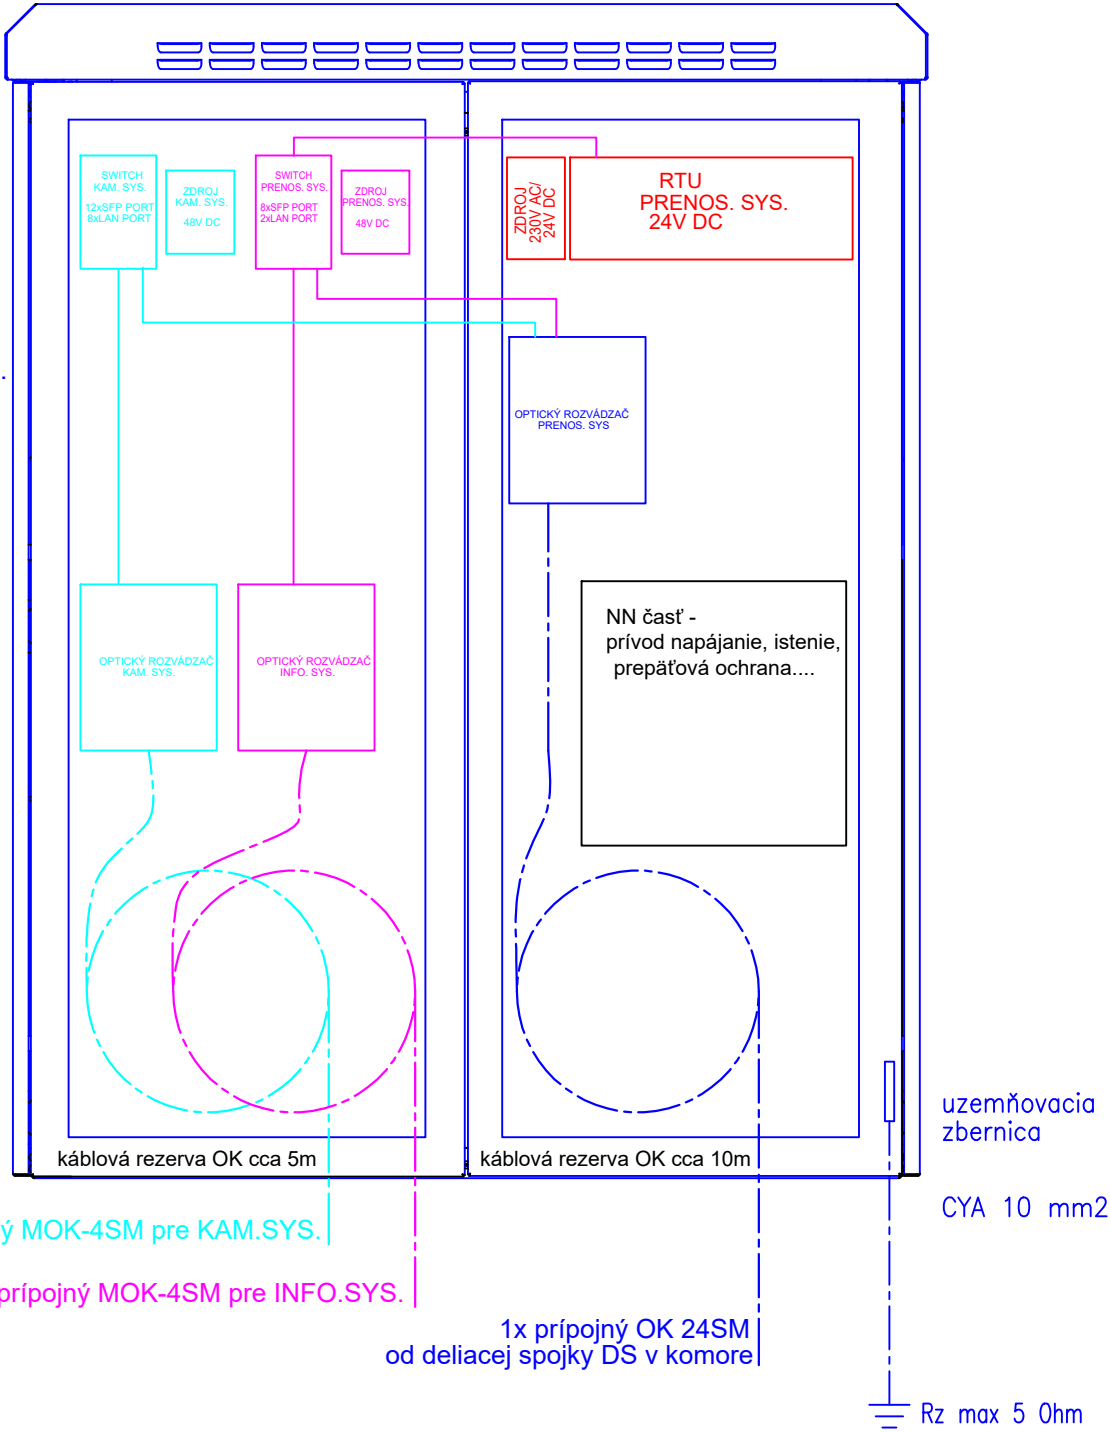 SWITCH
KAM. SYS.
12xSFP PORT
8xLAN PORT
ZDROJ
KAM. SYS.
48V DC
SWITCH
PRENOS. SYS.
8xSFP PORT
2xLAN PORT
ZDROJ
PRENOS. SYS.
48V DC
ZDROJ
230V AC/
24V DC
RTU
PRENOS. SYS.
24V DC
OPTICKÝ ROZVÁDZAČ
PRENOS. SYS
NN časť -
prívod napájanie, istenie,
prepäťová ochrana....
OPTICKÝ ROZVÁDZAČ
KAM. SYS.
OPTICKÝ ROZVÁDZAČ
INFO. SYS.
káblová rezerva OK cca 5m
káblová rezerva OK cca 10m
uzemňovacia
zbernica
CYA 10 mm2
ý MOK-4SM pre KAM.SYS.
prípojný MOK-4SM pre INFO.SYS.
1x prípojný OK 24SM
od deliacej spojky DS v komore
Rz max 5 Ohm